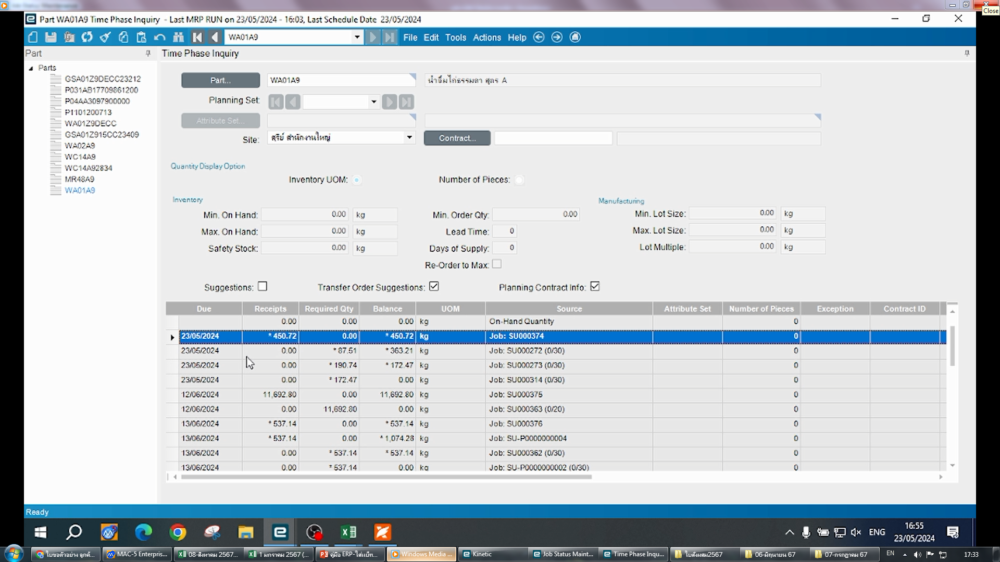 Close
Part WA01A9 Time Phase Inquiry - Last MRP RUN on 23/05/2024 - 16:03, Last Schedule Date 23/05/2024
WA01A9 File Edit Tools Actions Help
Part
Time Phase Inquiry
Parts
GSA01Z9DECC23212
P031AB17709861200
P04AA3097900000
P1101200713
WA01Z9DECC
GSA01Z915CC23409
WA02A9
WC14A9
WC14A92834
MR48A9
WA01A9
Part... WA01A9 น้ำจิ้มไก่ธรรมดา สูตร A
Planning Set:
Attribute Set...
Site: สุรีย์ สำนักงานใหญ่ Contract...
Quantity Display Option
Inventory UOM: Number of Pieces:
Inventory
Manufacturing
Min. On Hand: 0.00 kg Min. Order Qty: 0.00 Min. Lot Size: 0.00 kg
Max. On Hand: 0.00 kg Lead Time: 0 Max. Lot Size: 0.00 kg
Safety Stock: 0.00 kg Days of Supply: 0 Lot Multiple: 0.00 kg
Re-Order to Max:
Suggestions: Transfer Order Suggestions: Planning Contract Info:
Due Receipts Required Qty Balance UOM Source Attribute Set Number of Pieces Exception Contract ID
0.00 0.00 0.00 kg On-Hand Quantity 0
23/05/2024 * 450.72 0.00 * 450.72 kg Job: SU000374 0
23/05/2024 0.00 * 87.51 * 363.21 kg Job: SU000272 (0/30) 0
23/05/2024 0.00 * 190.74 * 172.47 kg Job: SU000273 (0/30) 0
23/05/2024 0.00 * 172.47 0.00 kg Job: SU000314 (0/30) 0
12/06/2024 11,692.80 0.00 11,692.80 kg Job: SU000375 0
12/06/2024 0.00 11,692.80 0.00 kg Job: SU000363 (0/20) 0
13/06/2024 * 537.14 0.00 * 537.14 kg Job: SU000376 0
13/06/2024 * 537.14 0.00 * 1,074.28 kg Job: SU-P0000000004 0
13/06/2024 0.00 * 537.14 * 537.14 kg Job: SU000362 (0/30) 0
13/06/2024 0.00 * 537.14 0.00 kg Job: SU-P0000000002 (0/30) 0
Ready
ENG 16:55
23/05/2024
ใบขอตัวอย่าง ลูกค้... MAC-5 Enterpris... 08-สิงหาคม 2567... 1 มกราคม 2567 (... คู่มือ ERP-ใส่แบ็ท... Windows Media ... Kinetic Job Status Maint... Time Phase Inqu... ใบสั่งผสม2567 06-มิถุนายน 67 07-กรกฎาคม 67 EN 17:33